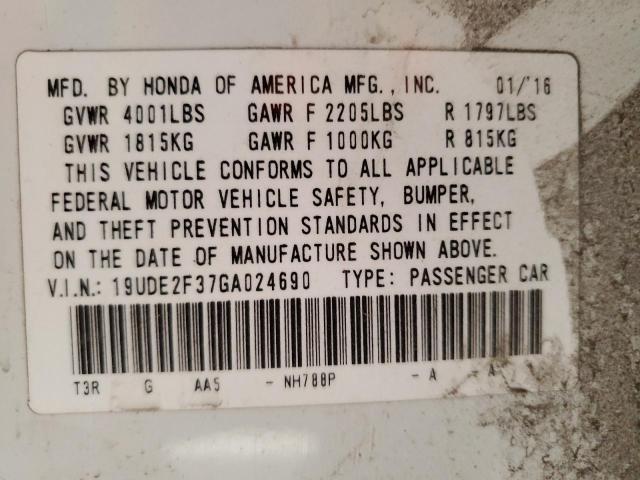 MFD. BY HONDA OF AMERICA MFG., INC. 01/'16
GVWR 4001LBS GAWR F 2205LBS R 1797LBS
GVWR 1815KG GAWR F 1000KG R 815KG
THIS VEHICLE CONFORMS TO ALL APPLICABLE
FEDERAL MOTOR VEHICLE SAFETY, BUMPER,
AND THEFT PREVENTION STANDARDS IN EFFECT
ON THE DATE OF MANUFACTURE SHOWN ABOVE.
V.I.N.: 19UDE2F37GA024690 TYPE: PASSENGER CAR
T3R G AA5 - NH788P - A - A